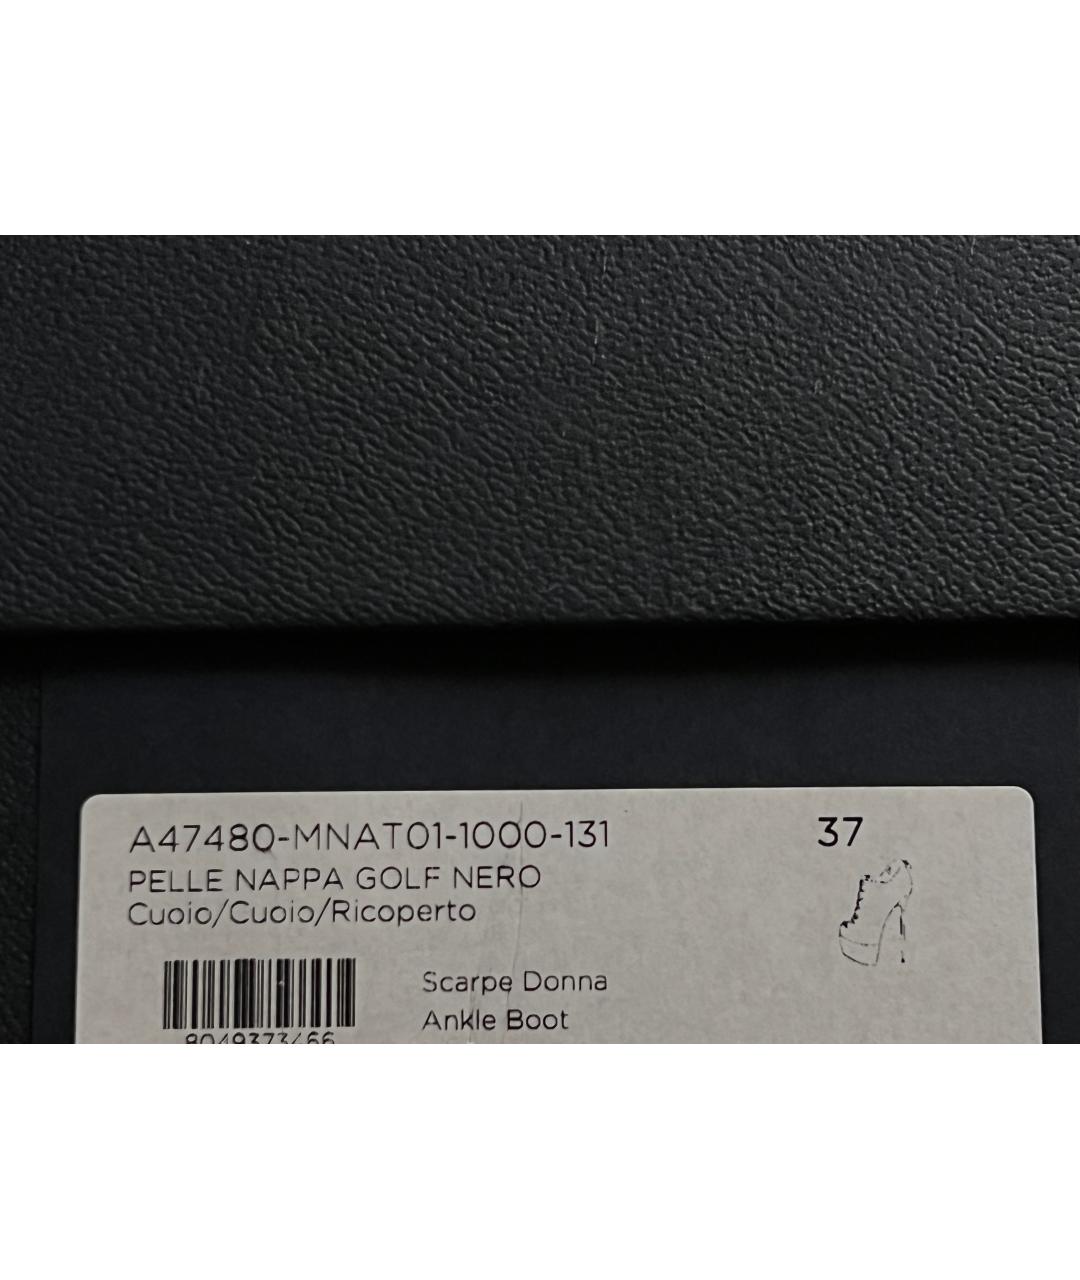 A47480-MNAT01-1000-131
37
PELLE NAPPA GOLF NERO
Cuoio/Cuoio/Ricoperto
Scarpe Donna
Ankle Boot